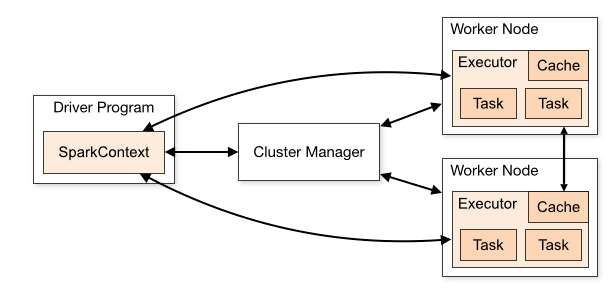 Driver Program
SparkContext
Cluster Manager
Worker Node
Executor
Cache
Task
Task
Worker Node
Executor
Cache
Task
Task